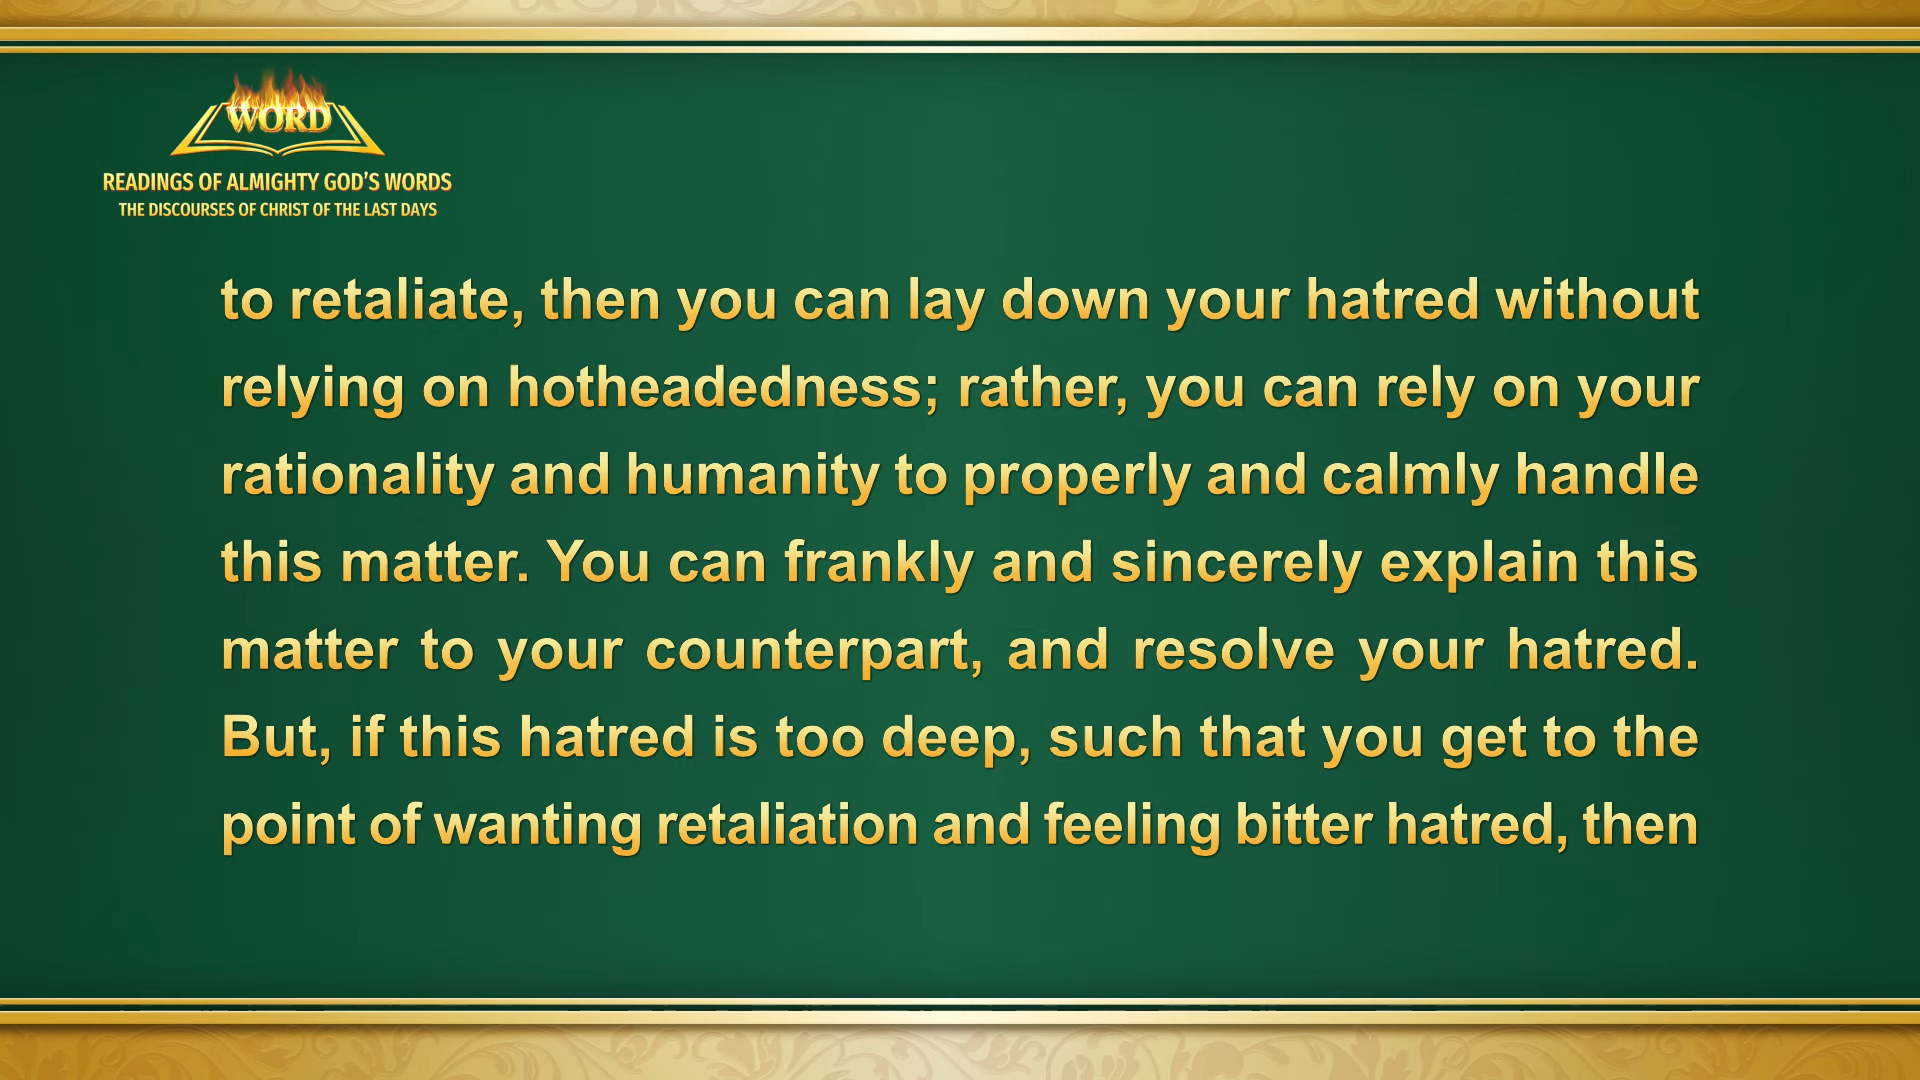 WORD
READINGS OF ALMIGHTY GOD'S WORDS
THE DISCOURSES OF CHRIST OF THE LAST DAYS
to retaliate, then you can lay down your hatred without
relying on hotheadedness; rather, you can rely on your
rationality and humanity to properly and calmly handle
this matter. You can frankly and sincerely explain this
matter to your counterpart, and resolve your hatred.
But, if this hatred is too deep, such that you get to the
point of wanting retaliation and feeling bitter hatred, then